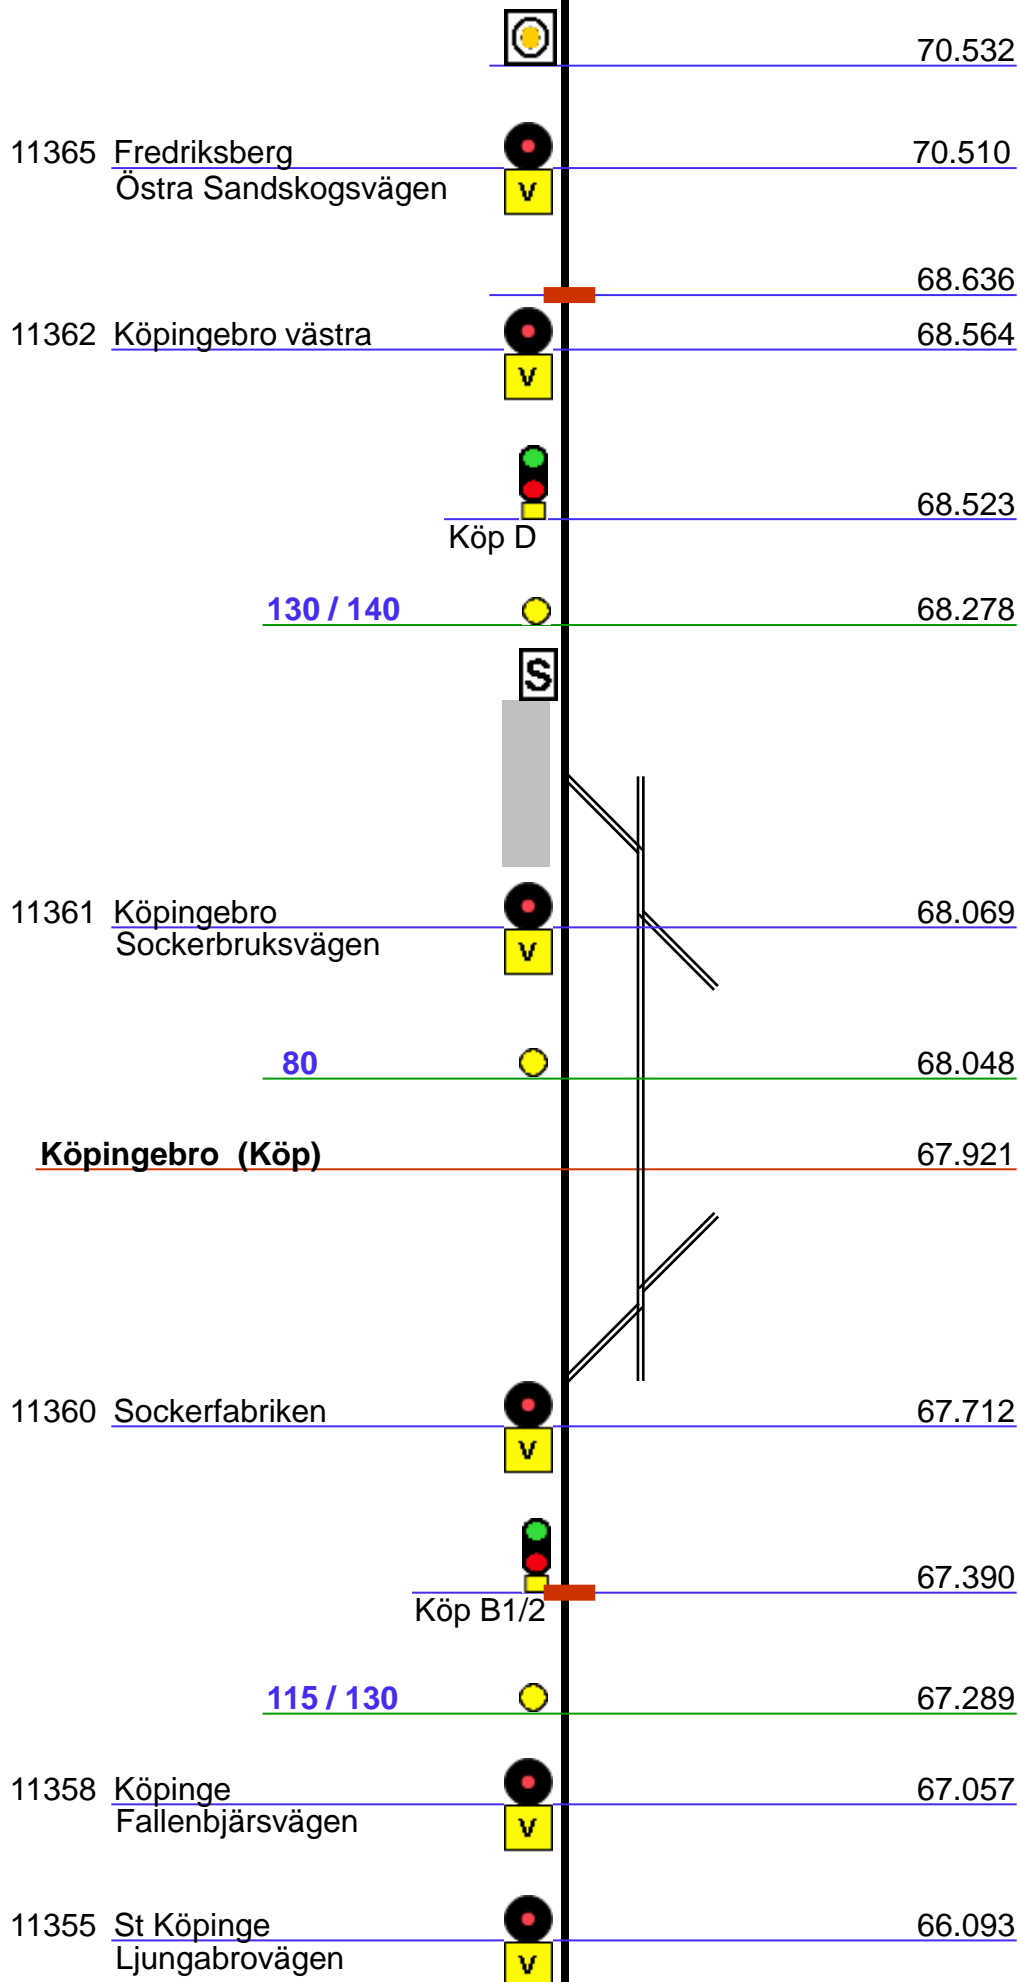 70.532
11365 Fredriksberg 70.510
Östra Sandskogsvägen
V
68.636
11362 Köpingebro västra 68.564
V
68.523
Köp D
130 / 140 68.278
S
11361 Köpingebro 68.069
Sockerbruksvägen
V
80 68.048
Köpingebro (Köp) 67.921
11360 Sockerfabriken 67.712
V
67.390
Köp B1/2
115 / 130 67.289
11358 Köpinge 67.057
Fallenbjärsvägen
V
11355 St Köpinge 66.093
Ljungabrovägen
V